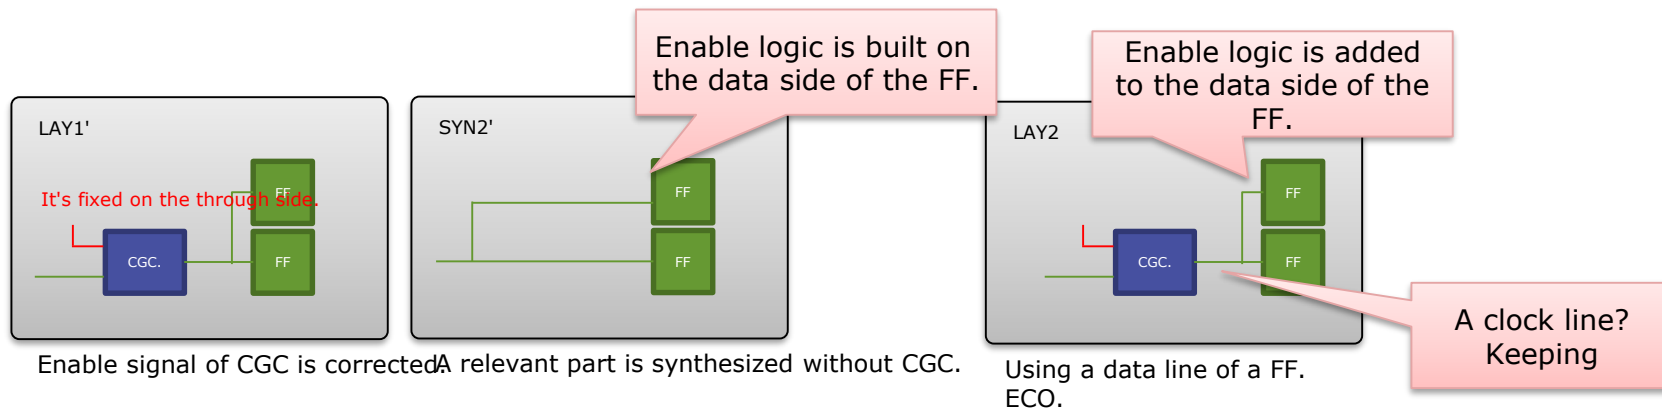 Enable logic is built on
the data side of the FF.
Enable logic is added
to the data side of the
FF.
LAY1'
It's fixed on the through side.
FF
CGC.
FF
Enable signal of CGC is corrected.
SYN2'
FF
FF
A relevant part is synthesized without CGC.
LAY2
FF
CGC.
FF
A clock line?
Keeping
Using a data line of a FF.
ECO.